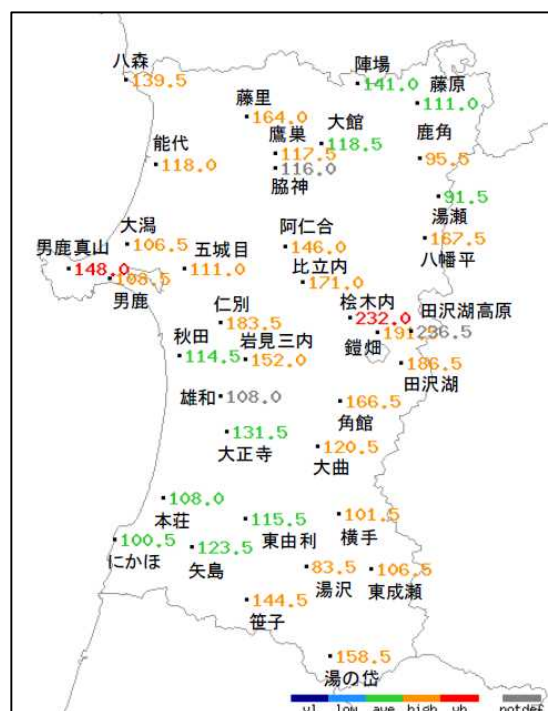 八森
139.5
陣場
141.0
藤原
111.0
藤里
164.0
大館
118.5
鷹巣
117.5
鹿角
95.5
能代
118.0
116.0
脇神
91.5
湯瀬
大潟
106.5
阿仁合
146.0
167.5
八幡平
男鹿真山
148.0
五城目
111.0
108.5
男鹿
比立内
171.0
仁別
183.5
桧木内
232.0
田沢湖高原
236.5
鎧畑
秋田
114.5
岩見三内
152.0
186.5
田沢湖
雄和
108.0
166.5
角館
131.5
大正寺
120.5
大曲
108.0
本荘
115.5
東由利
101.5
横手
100.5
にかほ
123.5
矢島
83.5
湯沢
106.5
東成瀬
144.5
笹子
158.5
湯の岱
vl low ave high vh notdef